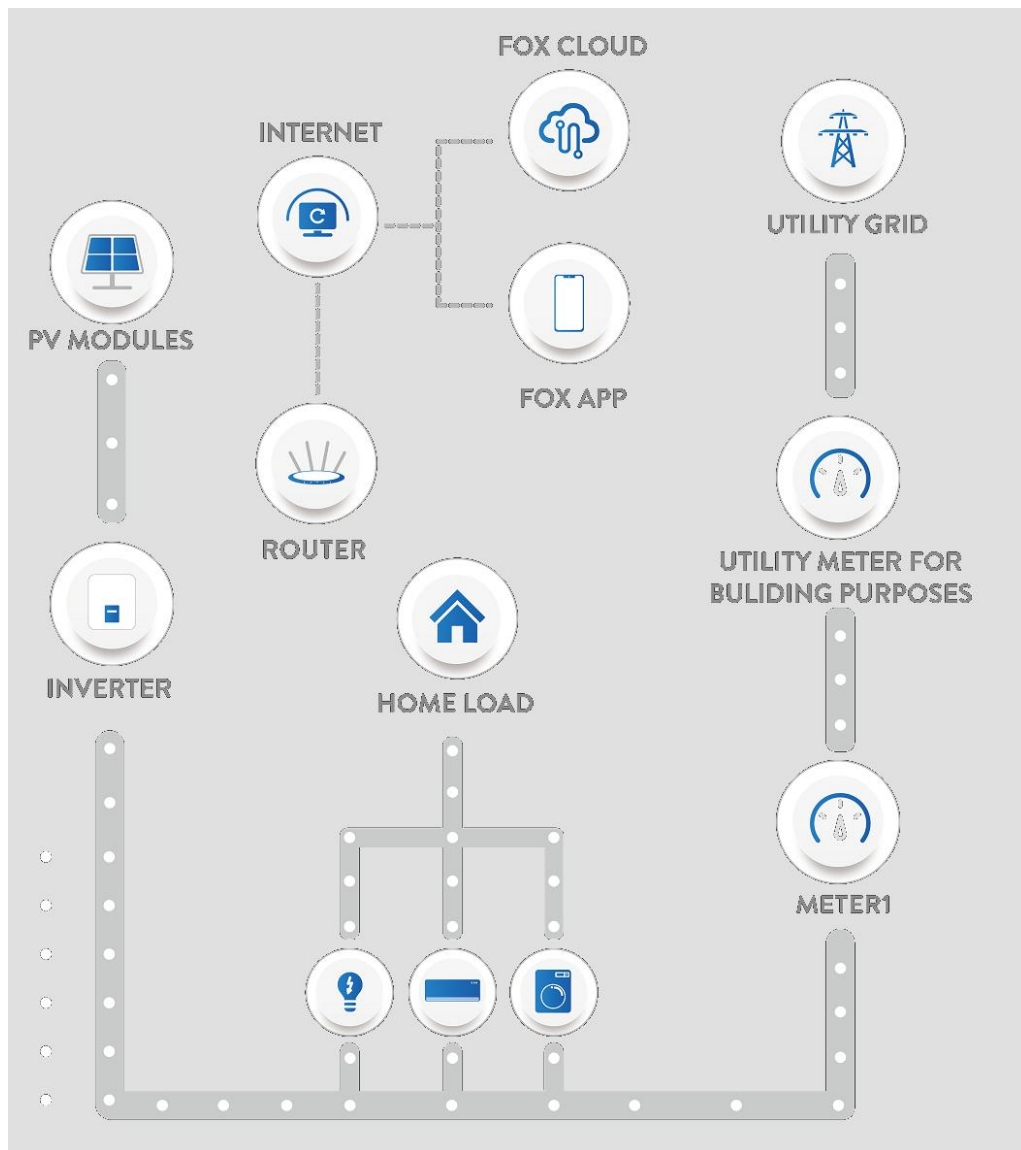 FOX CLOUD
INTERNET
UTILITY GRID
PV MODULES
FOX APP
ROUTER
UTILITY METER FOR
BULIDING PURPOSES
INVERTER
HOME LOAD
METER1